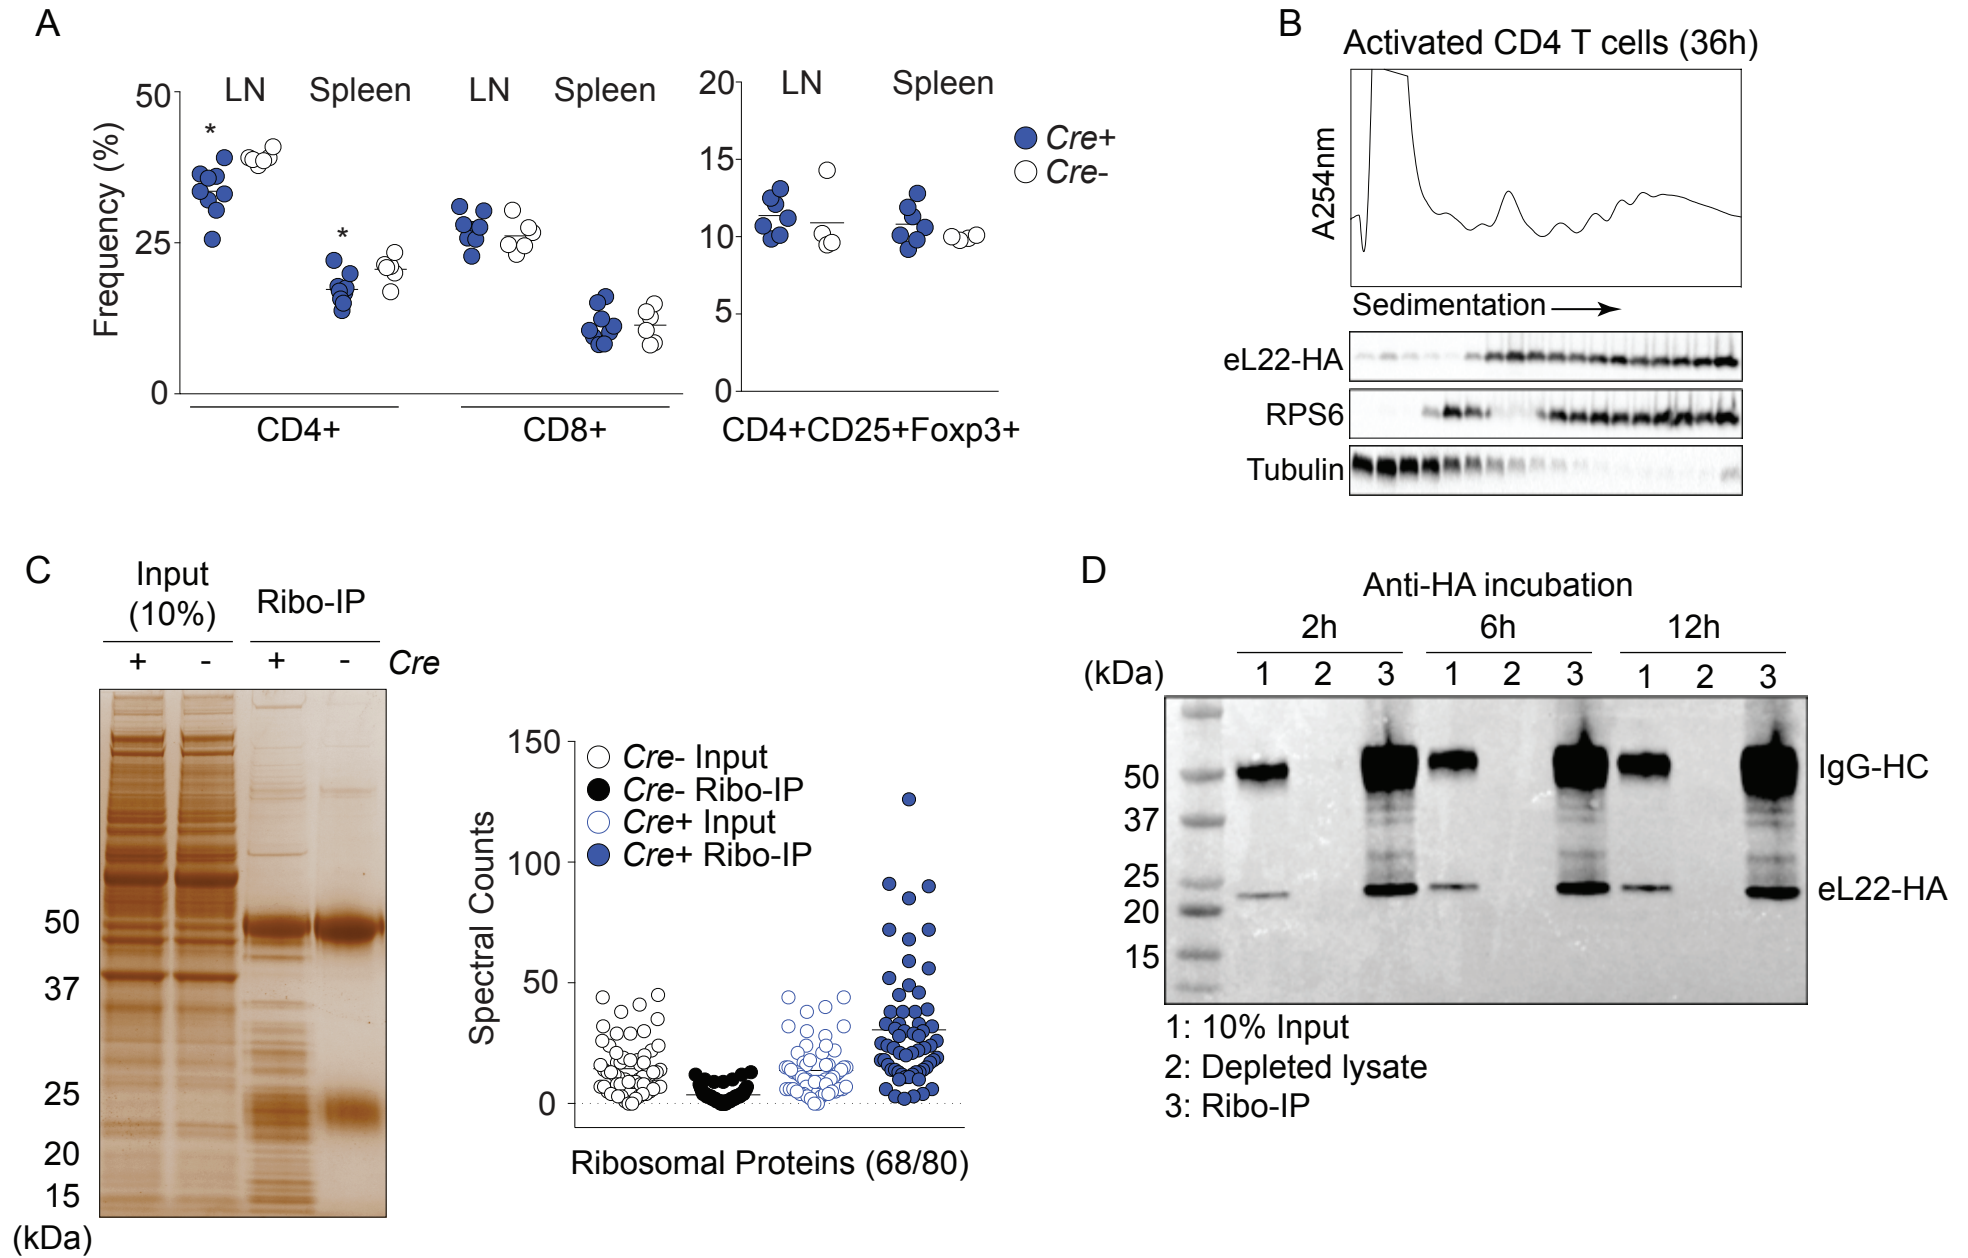 A
50
25
0
Frequency (%)
LN
Spleen
LN
Spleen
*
*
CD4+
CD8+
20
15
10
5
0
LN
Spleen
CD4+CD25+Foxp3+
Cre+
Cre-
B
Activated CD4 T cells (36h)
A254nm
Sedimentation
eL22-HA
RPS6
Tubulin
C
Input
(10%)
Ribo-IP
+ - + - Cre
50
37
25
20
15
(kDa)
150
100
50
0
Spectral Counts
Cre- Input
Cre- Ribo-IP
Cre+ Input
Cre+ Ribo-IP
Ribosomal Proteins (68/80)
D
Anti-HA incubation
2h 6h 12h
(kDa) 1 2 3 1 2 3 1 2 3
50
37
25
20
15
IgG-HC
eL22-HA
1: 10% Input
2: Depleted lysate
3: Ribo-IP